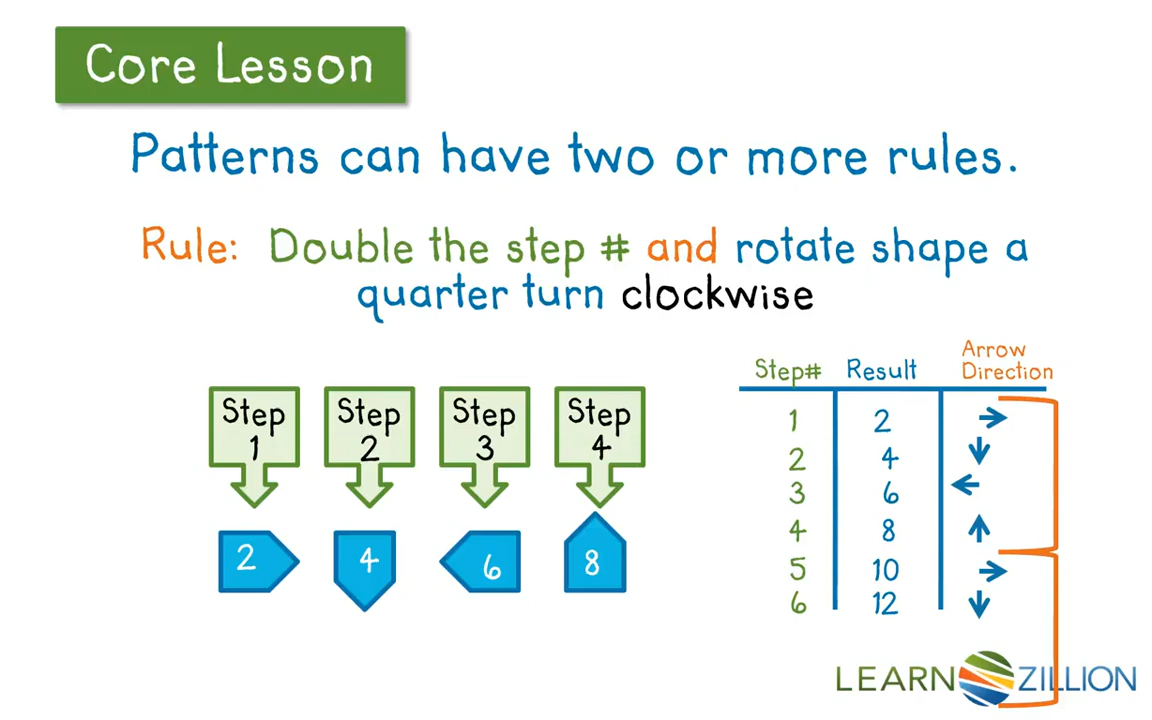 Core Lesson
Patterns can have two or more rules.
Rule: Double the step # and rotate shape a
quarter turn clockwise
Step 1
Step 2
Step 3
Step 4
2
4
6
8
Step# Result Arrow Direction
1 2 →
2 4 ↓
3 6 ←
4 8 ↑
5 10 →
6 12 ↓
LEARN ZILLION